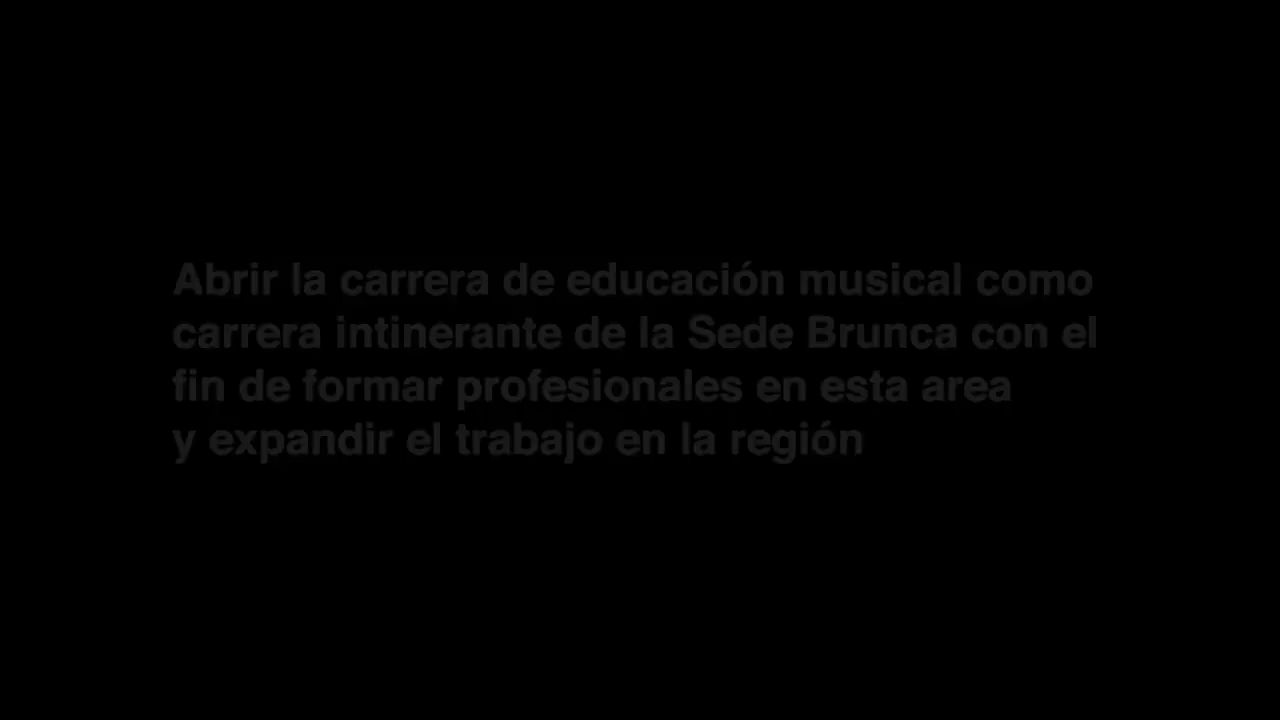 Abrir la carrera de educación musical como
carrera intinerante de la Sede Brunca con el
fin de formar profesionales en esta area
y expandir el trabajo en la región